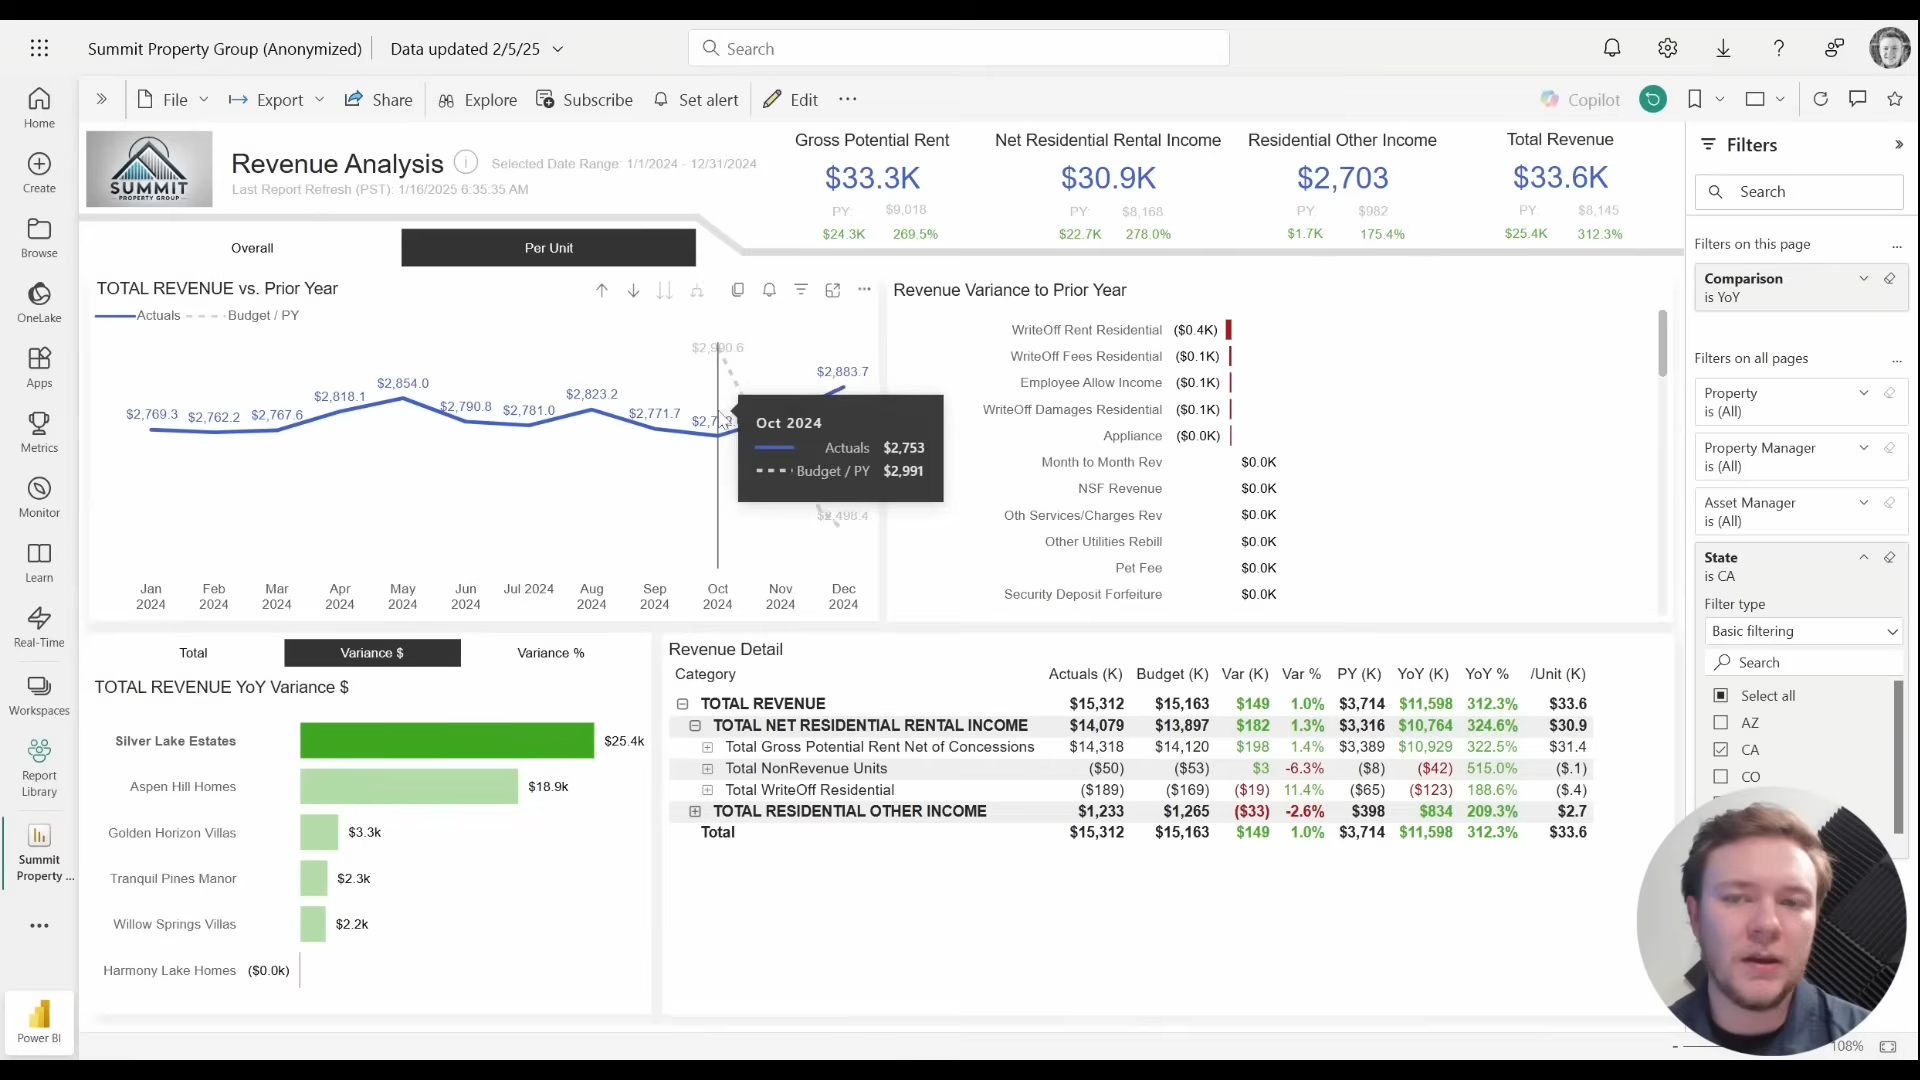 Summit Property Group (Anonymized)
Data updated 2/5/25
Search
File
Export
Share
Explore
Subscribe
Set alert
Edit
Copilot
Home
Create
Browse
OneLake
Apps
Metrics
Monitor
Learn
Real-Time
Workspaces
Report
Library
Summit
Property ...
Power BI
SUMMIT
PROPERTY GROUP
Revenue Analysis
Selected Date Range: 1/1/2024 - 12/31/2024
Last Report Refresh (PST): 1/16/2025 6:35:35 AM
Gross Potential Rent
$33.3K
PY: $9,018
$24.3K 269.5%
Net Residential Rental Income
$30.9K
PY: $8,168
$22.7K 278.0%
Residential Other Income
$2,703
PY: $982
$1.7K 175.4%
Total Revenue
$33.6K
PY: $8,145
$25.4K 312.3%
Overall
Per Unit
TOTAL REVENUE vs. Prior Year
Actuals
Budget / PY
$2,769.3
$2,762.2
$2,767.6
$2,818.1
$2,854.0
$2,790.8
$2,781.0
$2,823.2
$2,771.7
$2,990.6
$2,883.7
$2,498.4
Oct 2024
Actuals $2,753
Budget / PY $2,991
Jan 2024
Feb 2024
Mar 2024
Apr 2024
May 2024
Jun 2024
Jul 2024
Aug 2024
Sep 2024
Oct 2024
Nov 2024
Dec 2024
Revenue Variance to Prior Year
WriteOff Rent Residential ($0.4K)
WriteOff Fees Residential ($0.1K)
Employee Allow Income ($0.1K)
WriteOff Damages Residential ($0.1K)
Appliance ($0.0K)
Month to Month Rev $0.0K
NSF Revenue $0.0K
Oth Services/Charges Rev $0.0K
Other Utilities Rebill $0.0K
Pet Fee $0.0K
Security Deposit Forfeiture $0.0K
Total
Variance $
Variance %
TOTAL REVENUE YoY Variance $
Silver Lake Estates $25.4k
Aspen Hill Homes $18.9k
Golden Horizon Villas $3.3k
Tranquil Pines Manor $2.3k
Willow Springs Villas $2.2k
Harmony Lake Homes ($0.0k)
Revenue Detail
Category Actuals (K) Budget (K) Var (K) Var % PY (K) YoY (K) YoY % /Unit (K)
TOTAL REVENUE $15,312 $15,163 $149 1.0% $3,714 $11,598 312.3% $33.6
TOTAL NET RESIDENTIAL RENTAL INCOME $14,079 $13,897 $182 1.3% $3,316 $10,764 324.6% $30.9
Total Gross Potential Rent Net of Concessions $14,318 $14,120 $198 1.4% $3,389 $10,929 322.5% $31.4
Total NonRevenue Units ($50) ($53) $3 -6.3% ($8) ($42) 515.0% ($.1)
Total WriteOff Residential ($189) ($169) ($19) 11.4% ($65) ($123) 188.6% ($.4)
TOTAL RESIDENTIAL OTHER INCOME $1,233 $1,265 ($33) -2.6% $398 $834 209.3% $2.7
Total $15,312 $15,163 $149 1.0% $3,714 $11,598 312.3% $33.6
Filters
Search
Filters on this page
...
Comparison
is YoY
Filters on all pages
...
Property
is (All)
Property Manager
is (All)
Asset Manager
is (All)
State
is CA
Filter type
Basic filtering
Search
Select all
AZ
CA
CO
108%